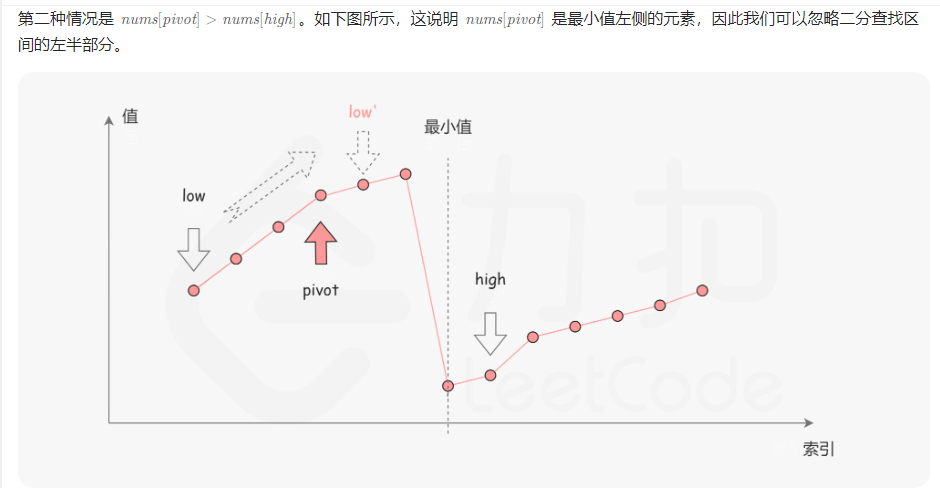 第二种情况是 nums[pivot] > nums[high]。如下图所示，这说明 nums[pivot] 是最小值左侧的元素，因此我们可以忽略二分查找区
间的左半部分。
值
low'
最小值
low
pivot
high
力扣
LeetCode
索引